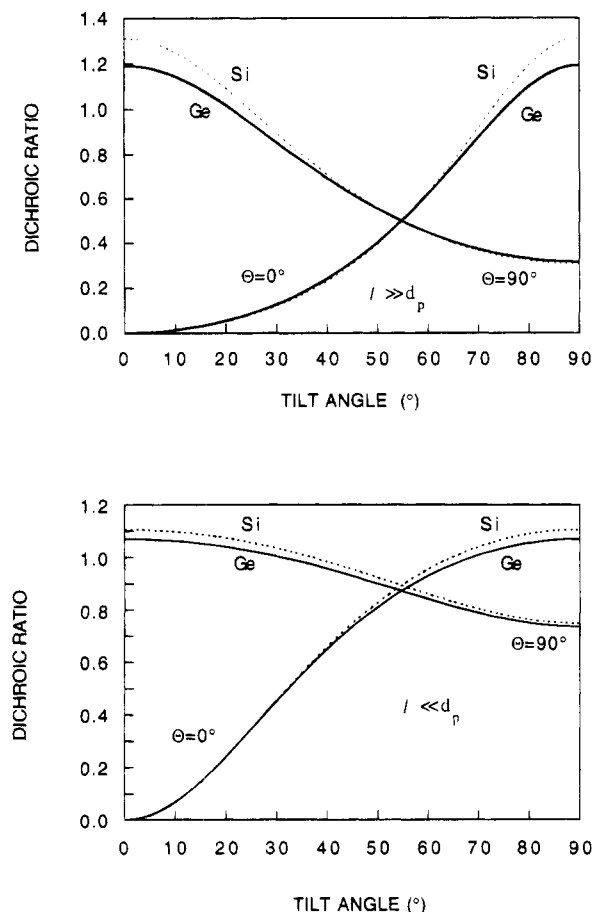 DICHROIC RATIO
1.4
1.2
1.0
0.8
0.6
0.4
0.2
0.0
Si
Ge
Si
Ge
Θ=0°
l ≫ d_p
Θ=90°
0 10 20 30 40 50 60 70 80 90
TILT ANGLE (°)
DICHROIC RATIO
1.2
1.0
0.8
0.6
0.4
0.2
0.0
Si
Ge
Si
Ge
Θ=90°
Θ=0°
l ≪ d_p
0 10 20 30 40 50 60 70 80 90
TILT ANGLE (°)